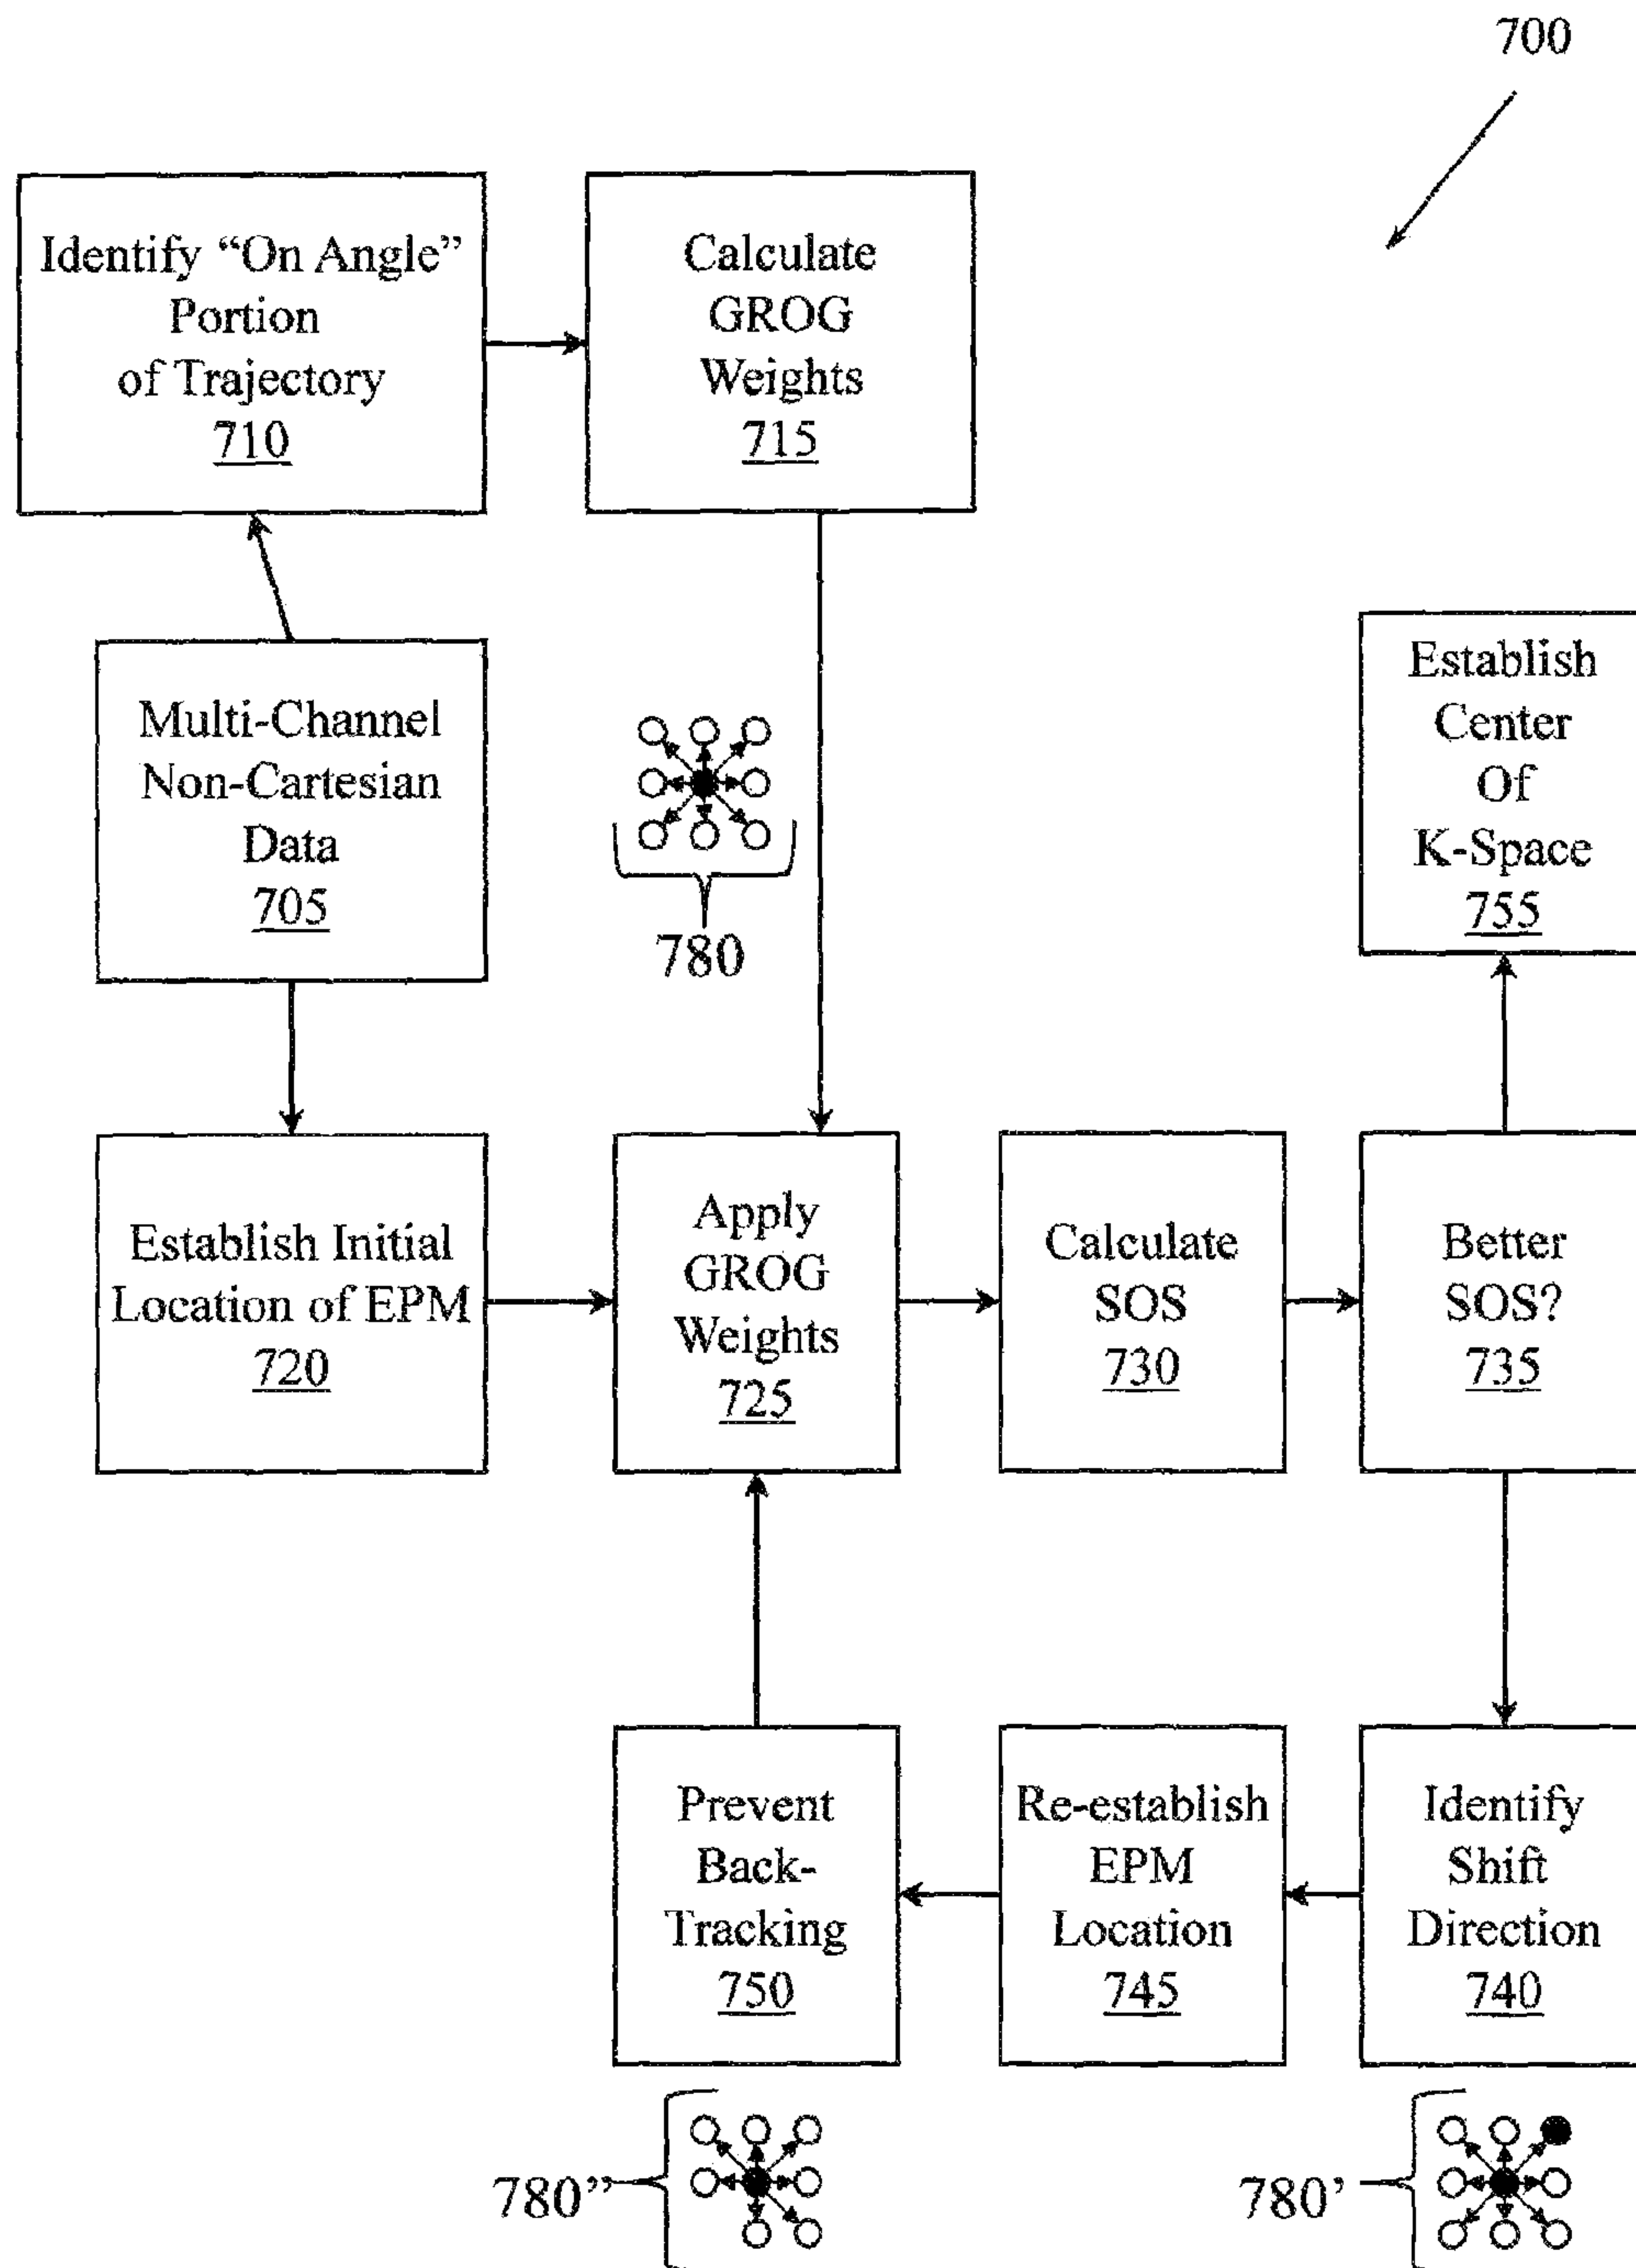 700
Identify “On Angle”
Portion
of Trajectory
710
Calculate
GROG
Weights
715
Multi-Channel
Non-Cartesian
Data
705
780
Establish
Center
Of
K-Space
755
Establish Initial
Location of EPM
720
Apply
GROG
Weights
725
Calculate
SOS
730
Better
SOS?
735
Prevent
Back-
Tracking
750
Re-establish
EPM
Location
745
Identify
Shift
Direction
740
780”
780’